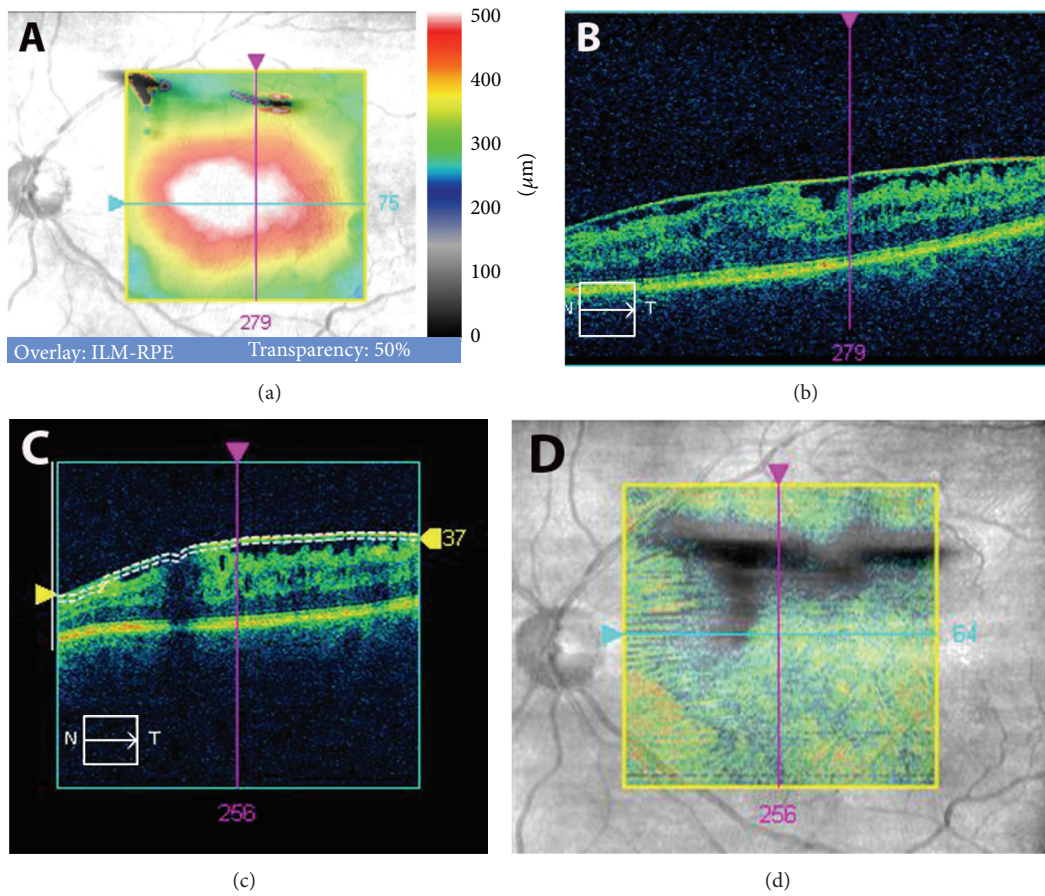 A
500
400
300
200
100
0
(μm)
75
279
Overlay: ILM-RPE
Transparency: 50%
(a)
B
N
T
279
(b)
C
37
N
T
256
(c)
D
64
256
(d)